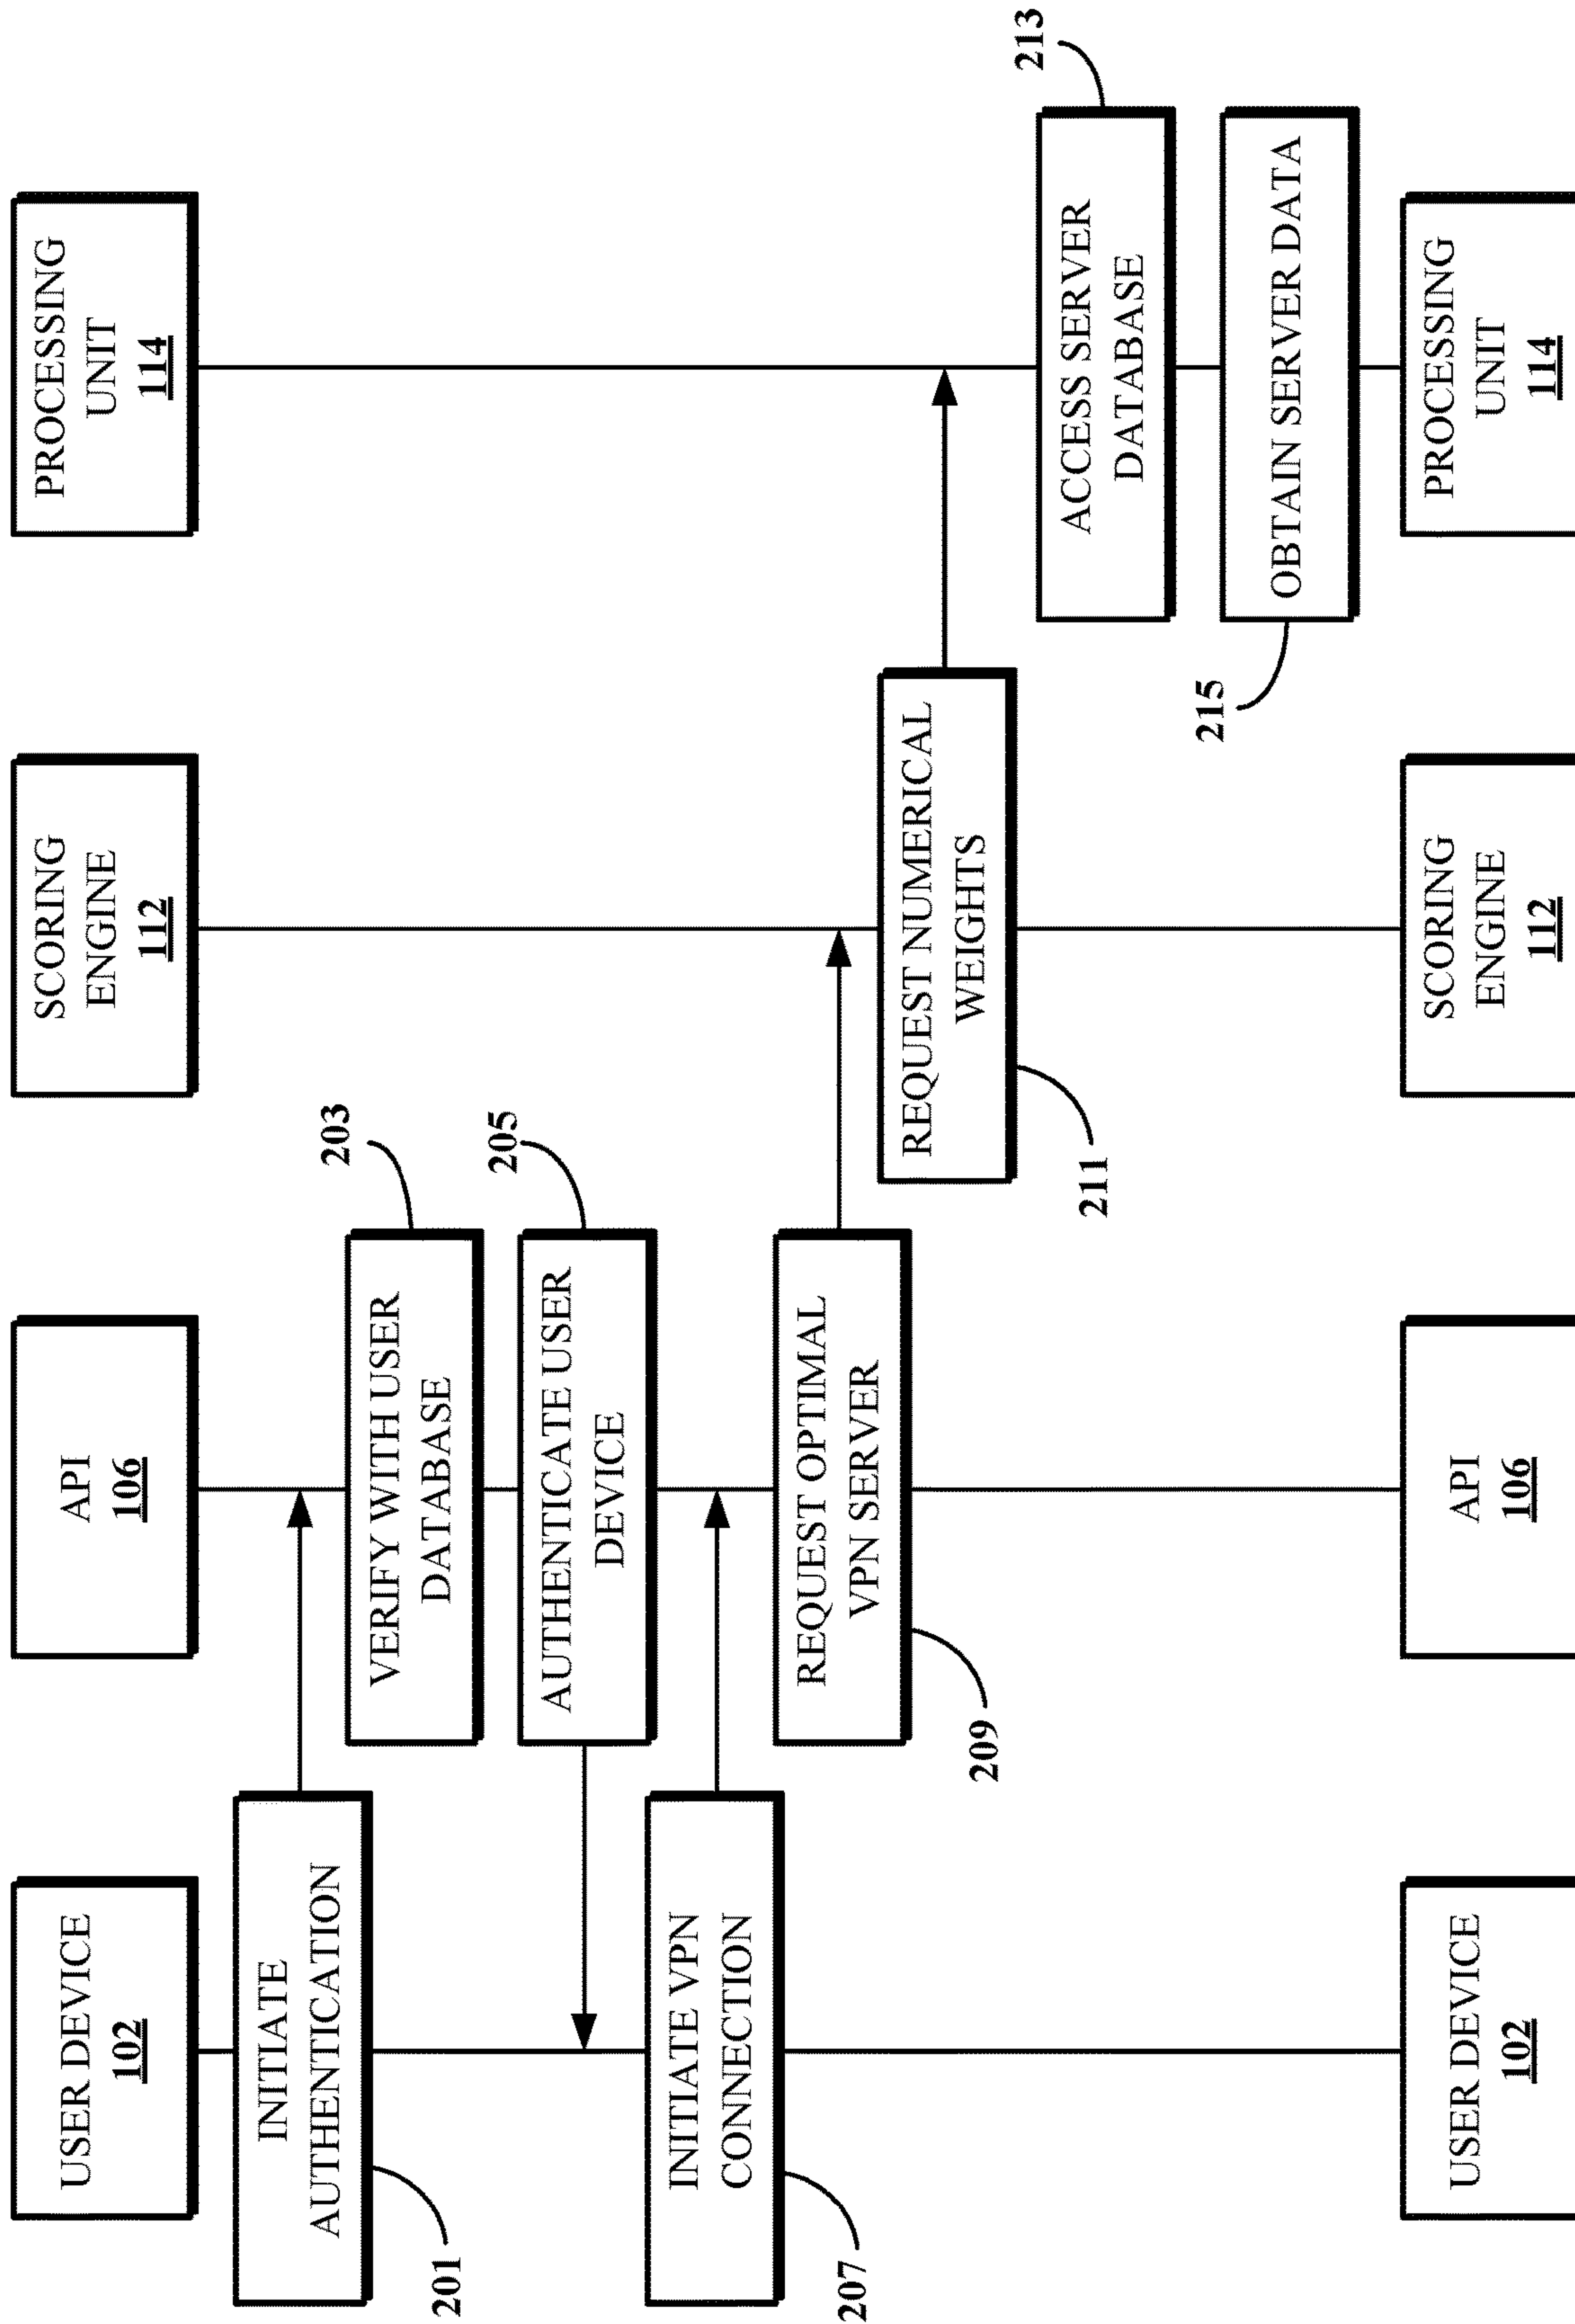 USER DEVICE
102
API
106
SCORING
ENGINE
112
PROCESSING
UNIT
114
INITIATE
AUTHENTICATION
201
VERIFY WITH USER
DATABASE
203
AUTHENTICATE USER
DEVICE
205
INITIATE VPN
CONNECTION
207
REQUEST OPTIMAL
VPN SERVER
209
REQUEST NUMERICAL
WEIGHTS
211
ACCESS SERVER
DATABASE
213
OBTAIN SERVER DATA
215
USER DEVICE
102
API
106
SCORING
ENGINE
112
PROCESSING
UNIT
114